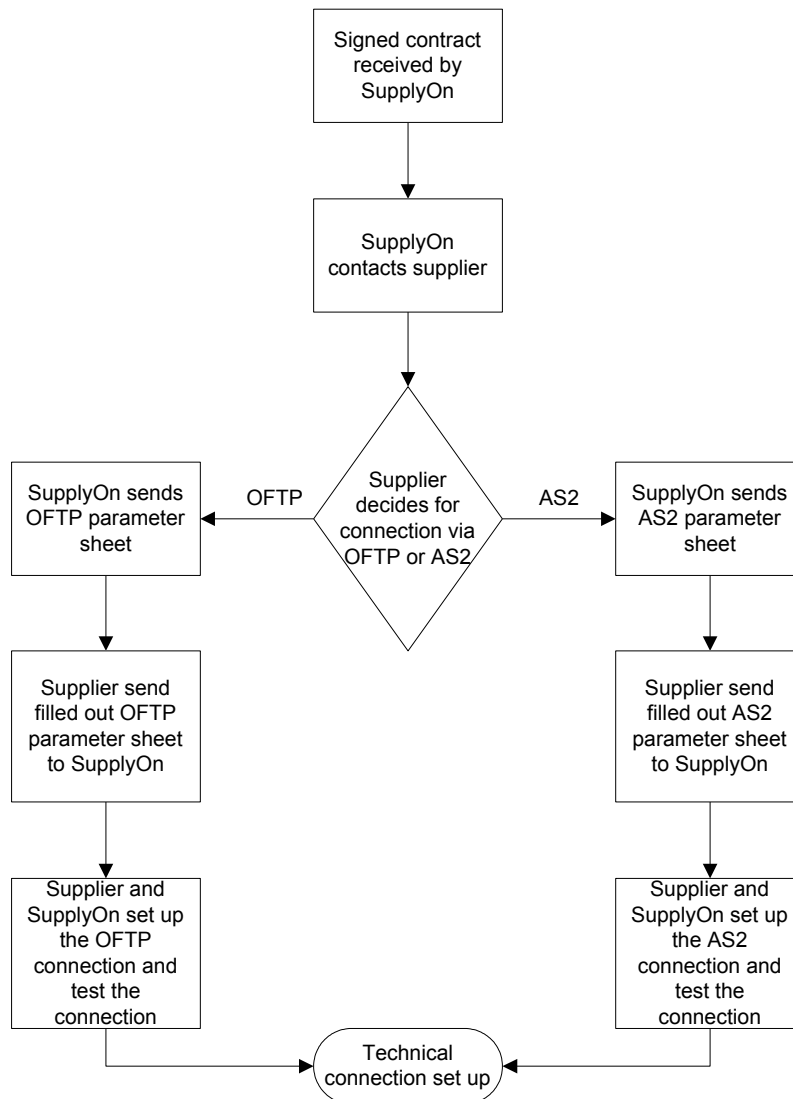 Signed contract
received by
SupplyOn
SupplyOn
contacts supplier
Supplier
decides for
connection via
OFTP or AS2
OFTP
AS2
SupplyOn sends
OFTP parameter
sheet
Supplier send
filled out OFTP
parameter sheet
to SupplyOn
Supplier and
SupplyOn set up
the OFTP
connection and
test the
connection
SupplyOn sends
AS2 parameter
sheet
Supplier send
filled out AS2
parameter sheet
to SupplyOn
Supplier and
SupplyOn set up
the AS2
connection and
test the
connection
Technical
connection set up